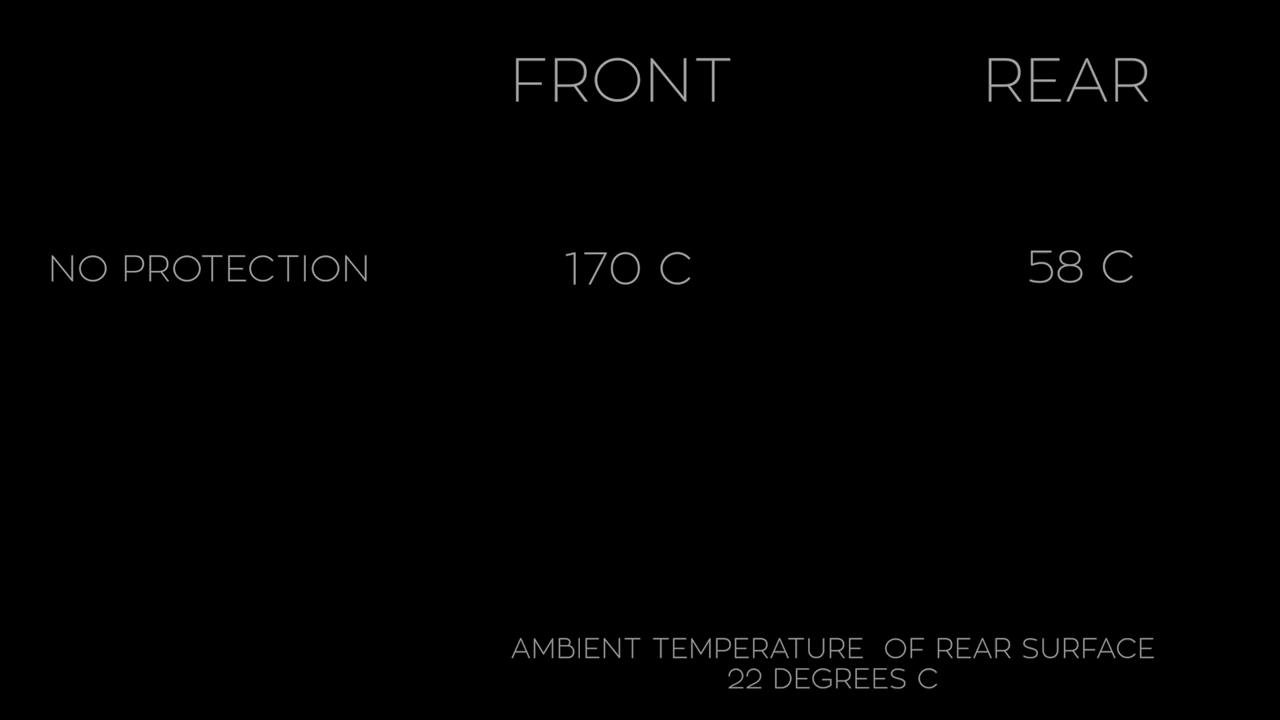 FRONT REAR
NO PROTECTION 170 C 58 C
AMBIENT TEMPERATURE OF REAR SURFACE
22 DEGREES C